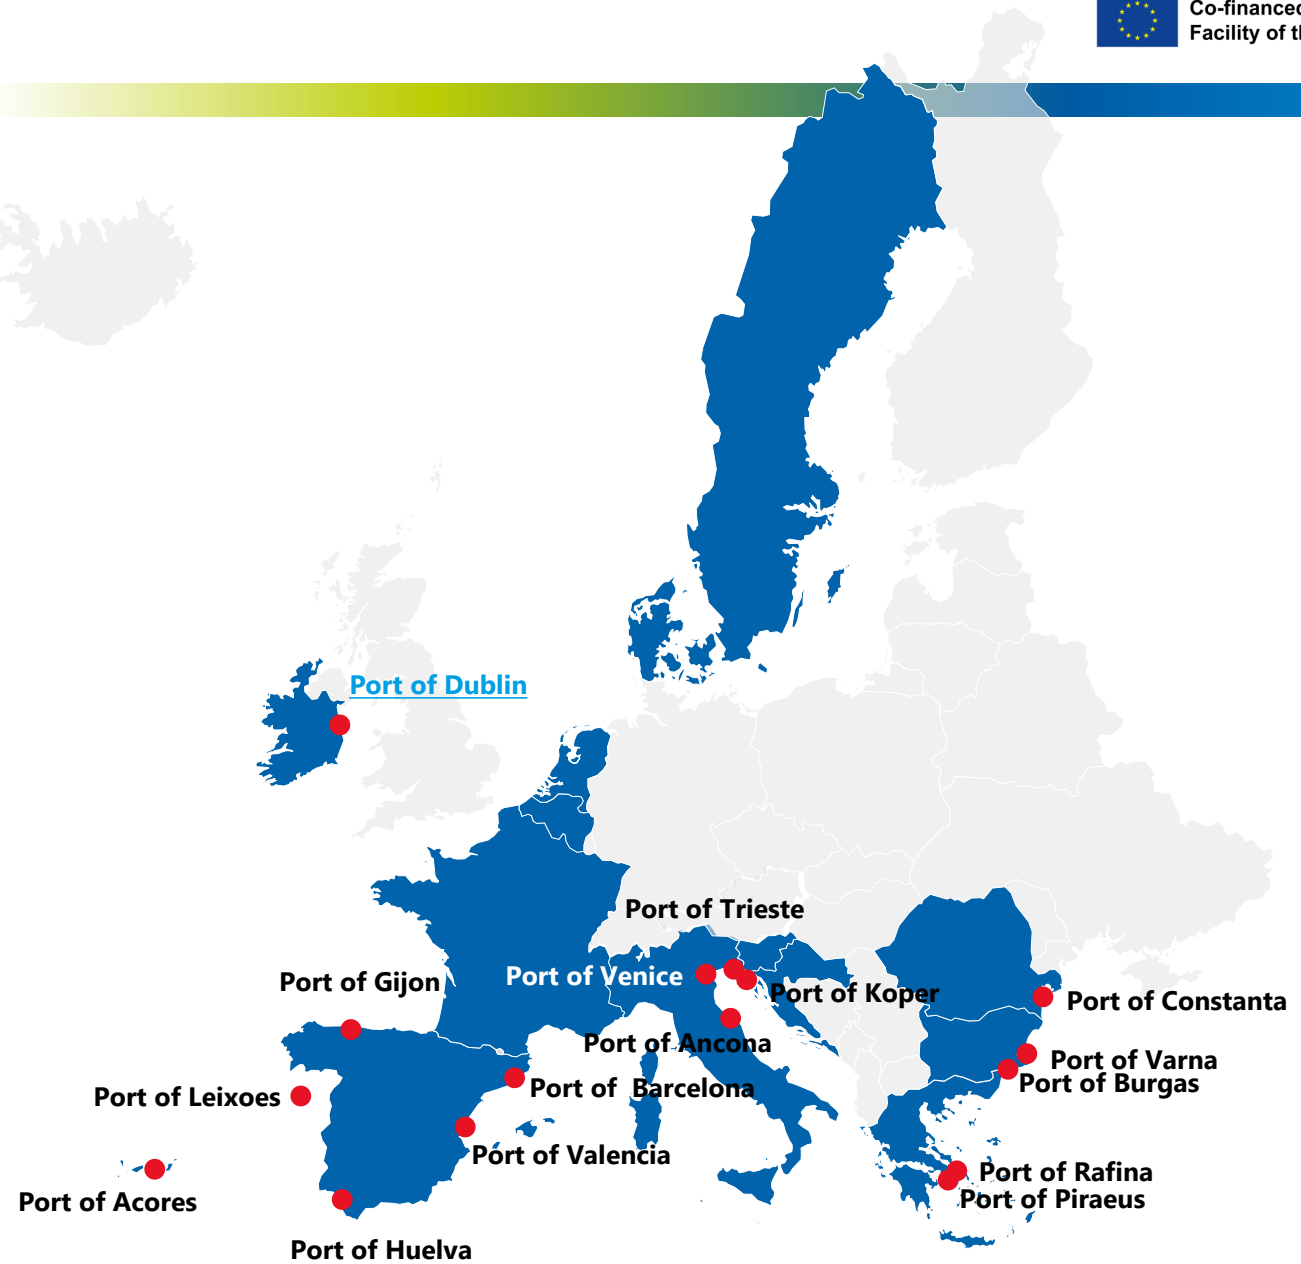 Co-financed
Facility of th
Port of Dublin
Port of Trieste
Port of Venice
Port of Gijon
Port of Koper
Port of Constanta
Port of Ancona
Port of Varna
Port of Burgas
Port of Barcelona
Port of Leixoes
Port of Valencia
Port of Rafina
Port of Acores
Port of Piraeus
Port of Huelva